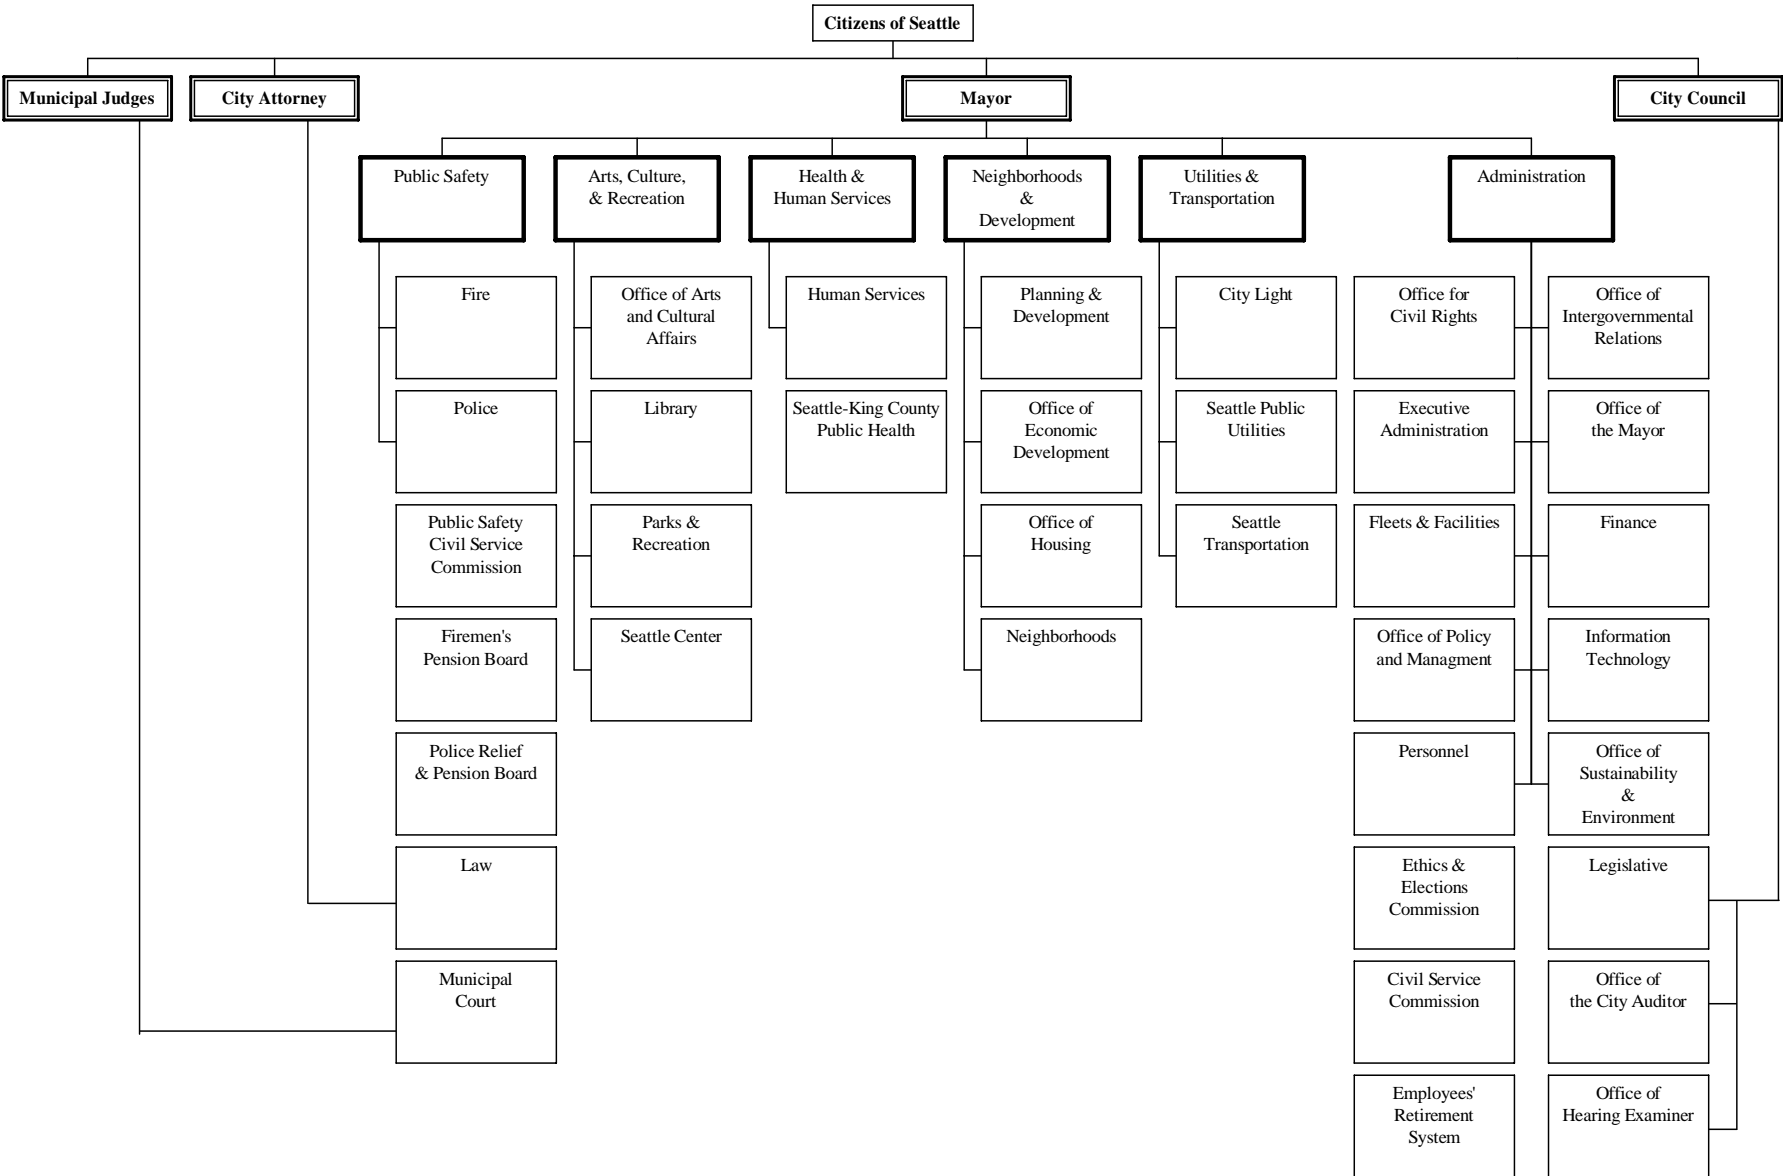 Citizens of Seattle
Municipal Judges
City Attorney
Mayor
City Council
Public Safety
Arts, Culture,
& Recreation
Health &
Human Services
Neighborhoods
&
Development
Utilities &
Transportation
Administration
Fire
Office of Arts
and Cultural
Affairs
Human Services
Planning &
Development
City Light
Office for
Civil Rights
Office of
Intergovernmental
Relations
Police
Library
Seattle-King County
Public Health
Office of
Economic
Development
Seattle Public
Utilities
Executive
Administration
Office of
the Mayor
Public Safety
Civil Service
Commission
Parks &
Recreation
Office of
Housing
Seattle
Transportation
Fleets & Facilities
Finance
Firemen's
Pension Board
Seattle Center
Neighborhoods
Office of Policy
and Managment
Information
Technology
Police Relief
& Pension Board
Personnel
Office of
Sustainability
&
Environment
Law
Ethics &
Elections
Commission
Legislative
Municipal
Court
Civil Service
Commission
Office of
the City Auditor
Employees'
Retirement
System
Office of
Hearing Examiner